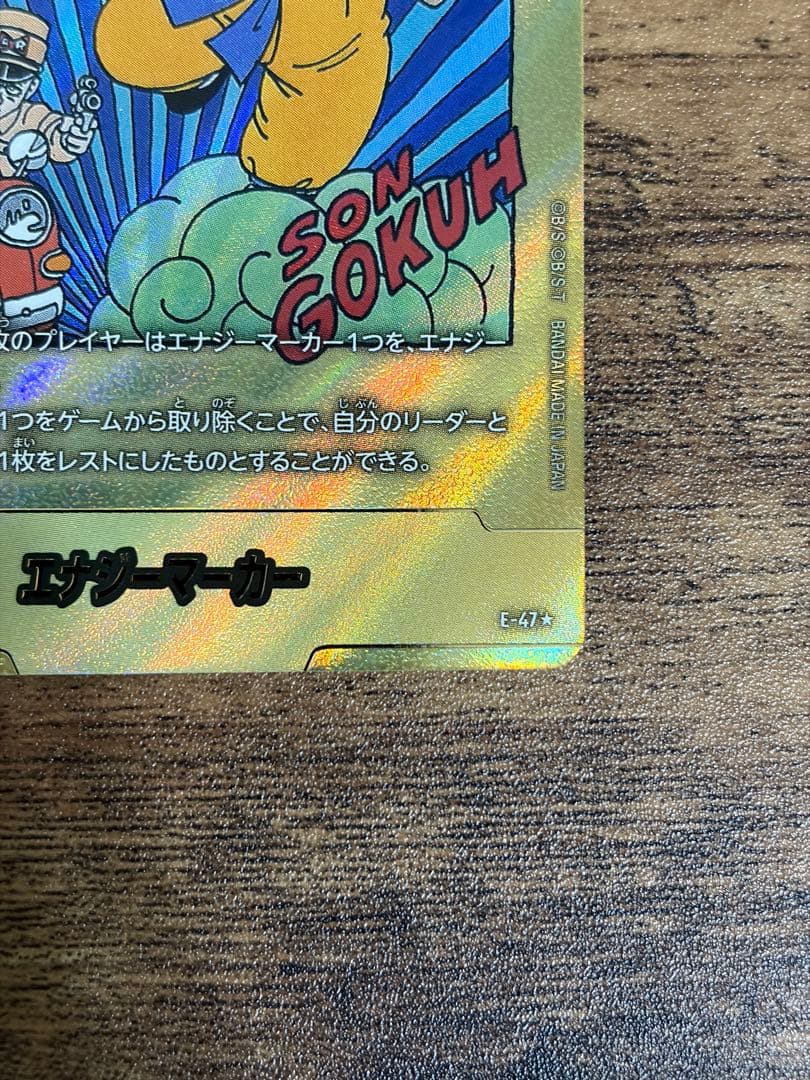 SON
GOKUH
枚のプレイヤーはエナジーマーカー1つを、エナジー
1つをゲームから取り除くことで、自分のリーダーと
1枚をレストにしたものとすることができる。
エナジーマーカー
E-47★
©B/S ©B'S'T BANDAI MADE IN JAPAN